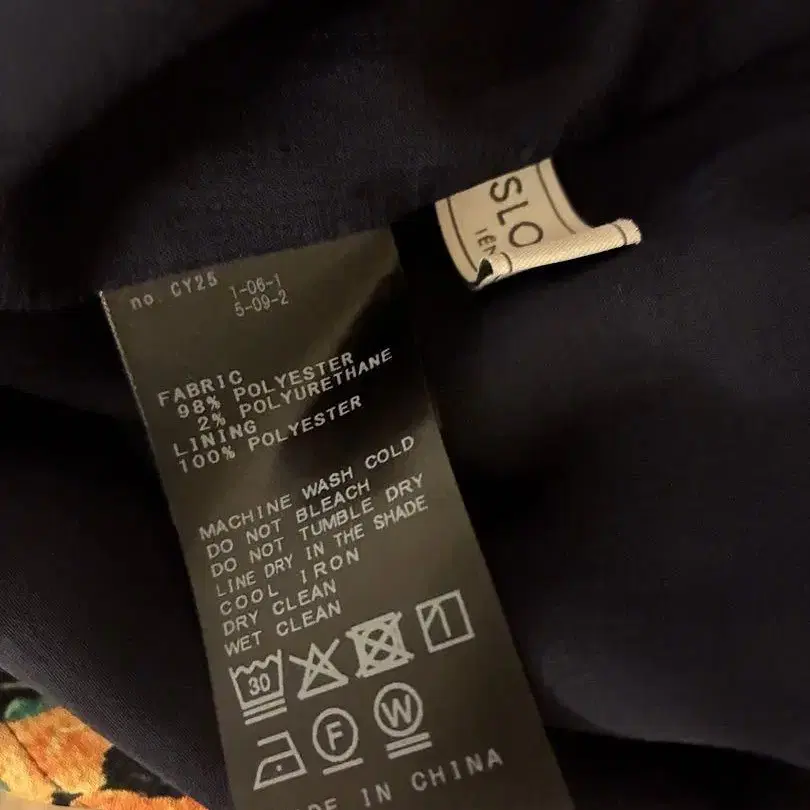 SLO
IÉN
no. CY25
1-06-1
5-09-2
FABRIC
98% POLYESTER
2% POLYURETHANE
LINING
100% POLYESTER
MACHINE WASH COLD
DO NOT BLEACH
DO NOT TUMBLE DRY
LINE DRY IN THE SHADE
COOL IRON
DRY CLEAN
WET CLEAN
30
F W
DE IN CHINA